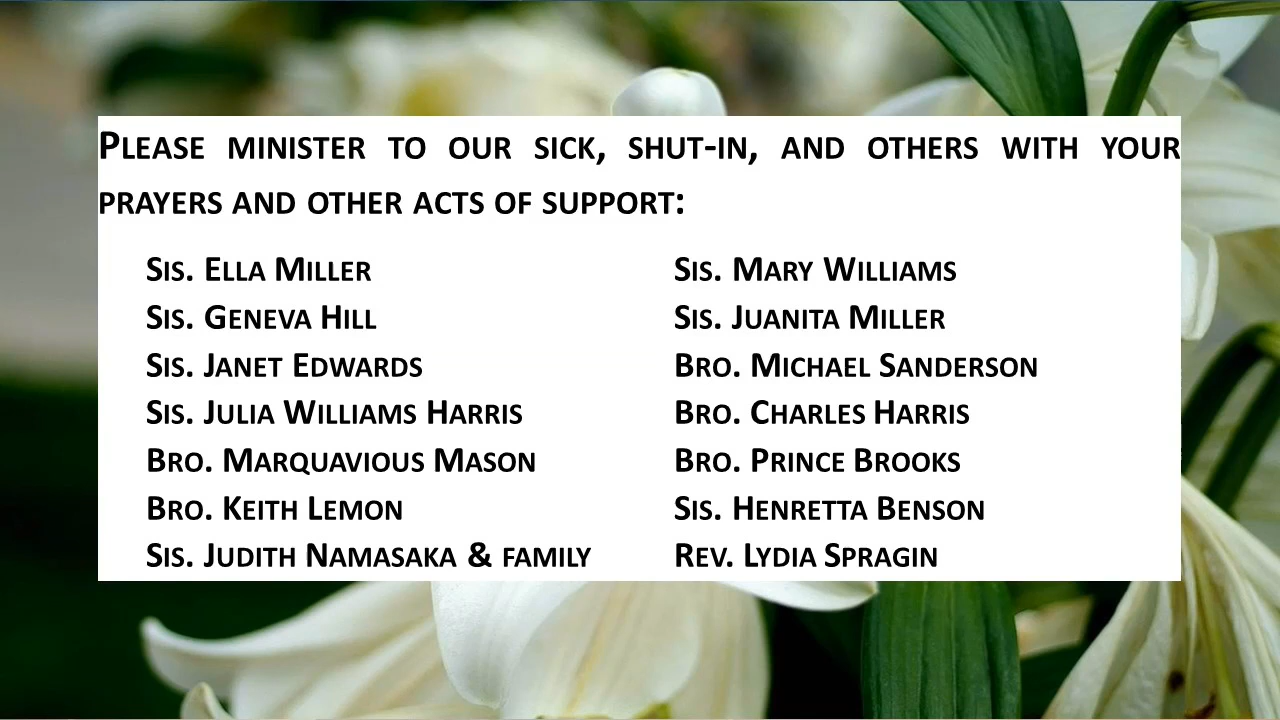 Please minister to our sick, shut-in, and others with your
prayers and other acts of support:
Sis. Ella Miller
Sis. Geneva Hill
Sis. Janet Edwards
Sis. Julia Williams Harris
Bro. Marquavious Mason
Bro. Keith Lemon
Sis. Judith Namasaka & family
Sis. Mary Williams
Sis. Juanita Miller
Bro. Michael Sanderson
Bro. Charles Harris
Bro. Prince Brooks
Sis. Henretta Benson
Rev. Lydia Spragin